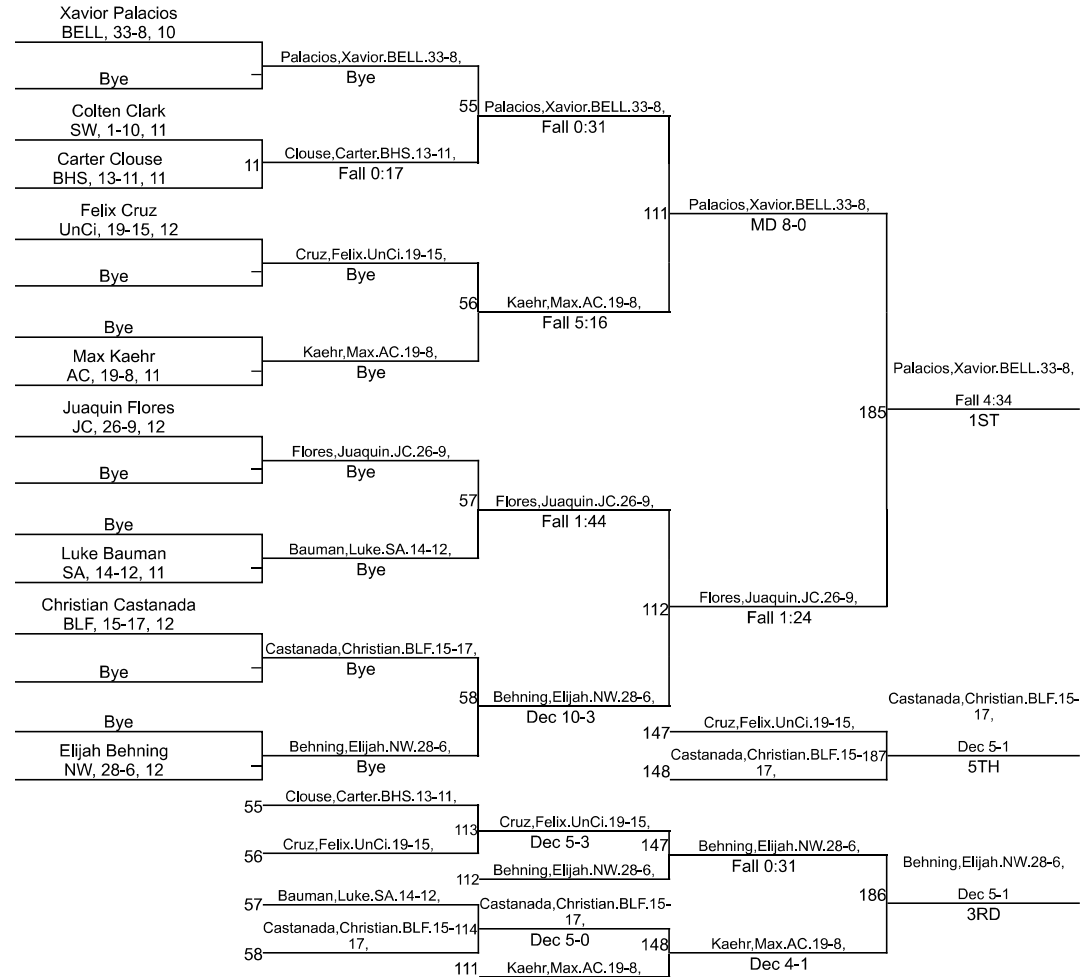 Xavior Palacios
BELL, 33-8, 10
Bye
Palacios,Xavior.BELL.33-8,
Bye
Colten Clark
SW, 1-10, 11
Carter Clouse
BHS, 13-11, 11
11
Clouse,Carter.BHS.13-11,
Fall 0:17
55
Palacios,Xavior.BELL.33-8,
Fall 0:31
Felix Cruz
UnCi, 19-15, 12
Bye
Cruz,Felix.UnCi.19-15,
Bye
Bye
Max Kaehr
AC, 19-8, 11
Kaehr,Max.AC.19-8,
Bye
56
Kaehr,Max.AC.19-8,
Fall 5:16
111
Palacios,Xavior.BELL.33-8,
MD 8-0
Juaquin Flores
JC, 26-9, 12
Bye
Flores,Juaquin.JC.26-9,
Bye
Bye
Luke Bauman
SA, 14-12, 11
Bauman,Luke.SA.14-12,
Bye
57
Flores,Juaquin.JC.26-9,
Fall 1:44
Christian Castanada
BLF, 15-17, 12
Bye
Castanada,Christian.BLF.15-17,
Bye
Bye
Elijah Behning
NW, 28-6, 12
Behning,Elijah.NW.28-6,
Bye
58
Behning,Elijah.NW.28-6,
Dec 10-3
112
Flores,Juaquin.JC.26-9,
Fall 1:24
185
Palacios,Xavior.BELL.33-8,
Fall 4:34
1ST
147
Cruz,Felix.UnCi.19-15,
148
Castanada,Christian.BLF.15-
17,
187
Castanada,Christian.BLF.15-
17,
Dec 5-1
5TH
55
Clouse,Carter.BHS.13-11,
56
Cruz,Felix.UnCi.19-15,
113
Cruz,Felix.UnCi.19-15,
Dec 5-3
112
Behning,Elijah.NW.28-6,
147
Behning,Elijah.NW.28-6,
Fall 0:31
57
Bauman,Luke.SA.14-12,
58
Castanada,Christian.BLF.15-
17,
114
Castanada,Christian.BLF.15-
17,
Dec 5-0
111
Kaehr,Max.AC.19-8,
148
Kaehr,Max.AC.19-8,
Dec 4-1
186
Behning,Elijah.NW.28-6,
Dec 5-1
3RD